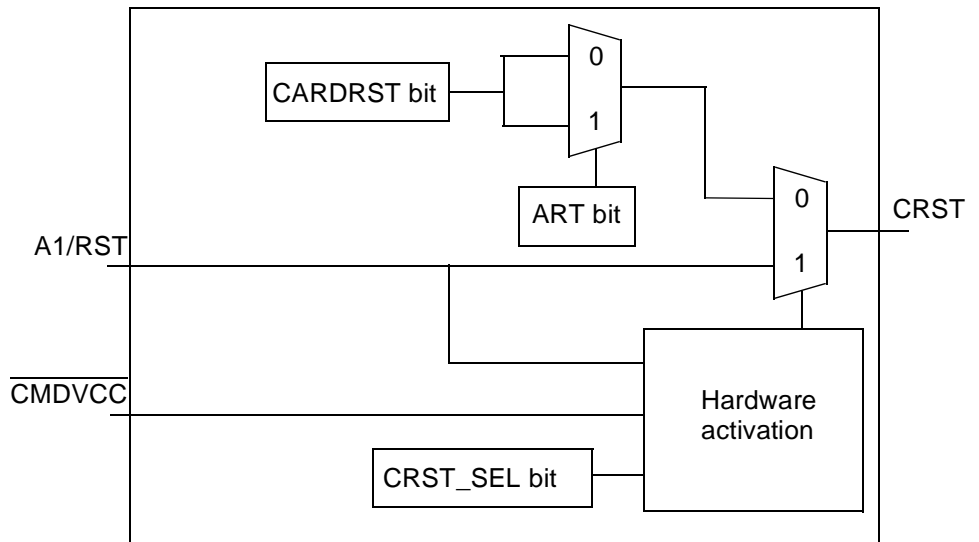 CARDRST bit
0
1
ART bit
0
1
CRST
A1/RST
CMDVCC
Hardware
activation
CRST_SEL bit